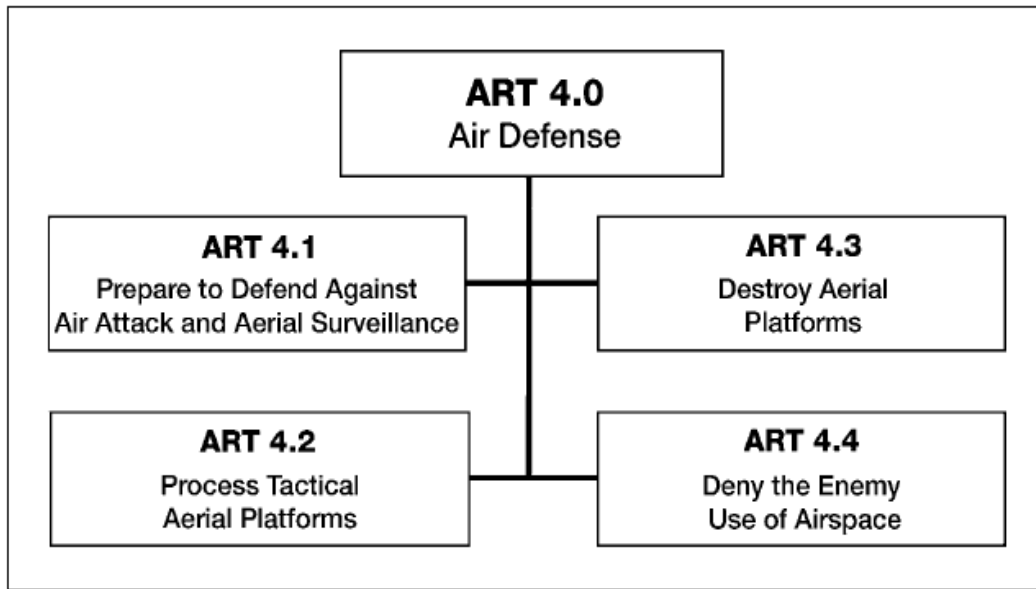 ART 4.0
Air Defense
ART 4.1
Prepare to Defend Against
Air Attack and Aerial Surveillance
ART 4.2
Process Tactical
Aerial Platforms
ART 4.3
Destroy Aerial
Platforms
ART 4.4
Deny the Enemy
Use of Airspace